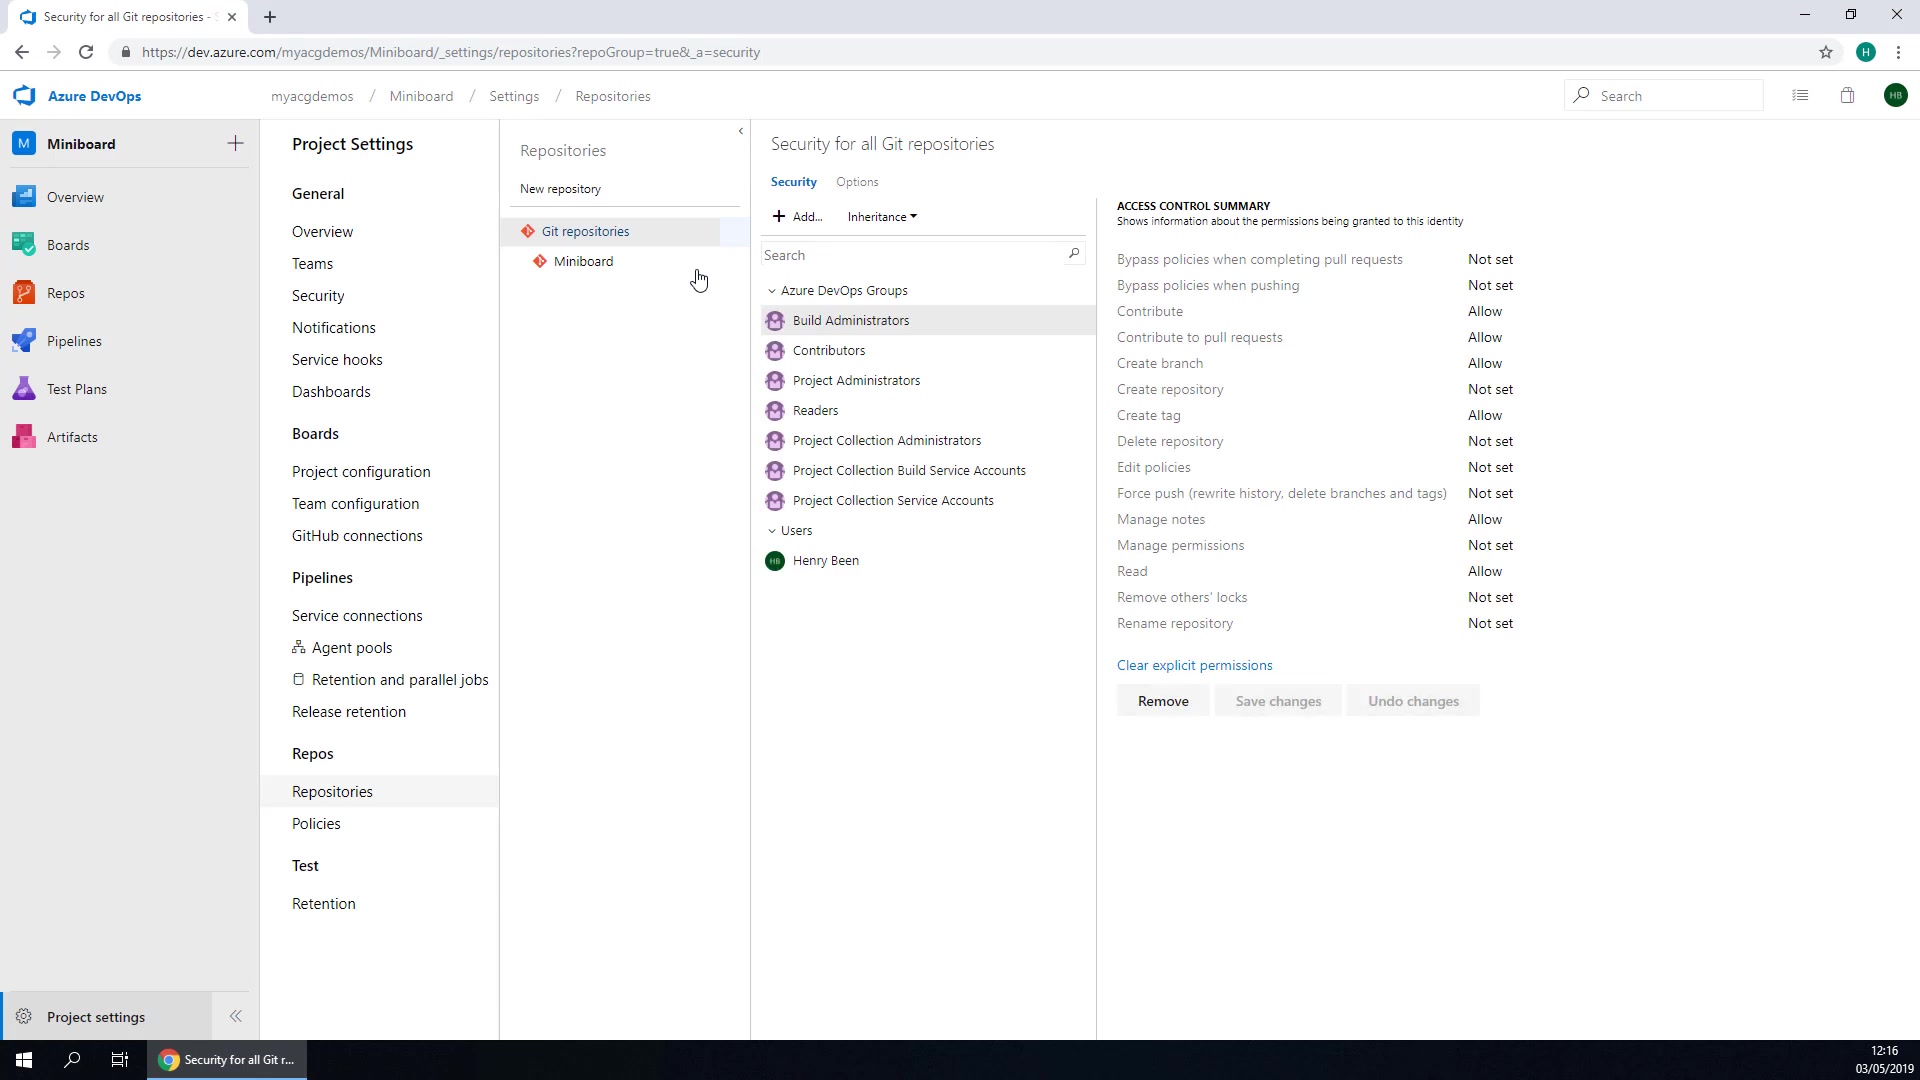 Security for all Git repositories - S
https://dev.azure.com/myacgdemos/Miniboard/_settings/repositories?repoGroup=true&_a=security
H
Azure DevOps
myacgdemos / Miniboard / Settings / Repositories
Search
HB
M Miniboard
Overview
Boards
Repos
Pipelines
Test Plans
Artifacts
Project settings
Project Settings
General
Overview
Teams
Security
Notifications
Service hooks
Dashboards
Boards
Project configuration
Team configuration
GitHub connections
Pipelines
Service connections
Agent pools
Retention and parallel jobs
Release retention
Repos
Repositories
Policies
Test
Retention
Repositories
New repository
Git repositories
Miniboard
Security for all Git repositories
Security Options
Add... Inheritance
Search
Azure DevOps Groups
Build Administrators
Contributors
Project Administrators
Readers
Project Collection Administrators
Project Collection Build Service Accounts
Project Collection Service Accounts
Users
HB Henry Been
ACCESS CONTROL SUMMARY
Shows information about the permissions being granted to this identity
Bypass policies when completing pull requests Not set
Bypass policies when pushing Not set
Contribute Allow
Contribute to pull requests Allow
Create branch Allow
Create repository Not set
Create tag Allow
Delete repository Not set
Edit policies Not set
Force push (rewrite history, delete branches and tags) Not set
Manage notes Allow
Manage permissions Not set
Read Allow
Remove others' locks Not set
Rename repository Not set
Clear explicit permissions
Remove Save changes Undo changes
Security for all Git r...
12:16
03/05/2019